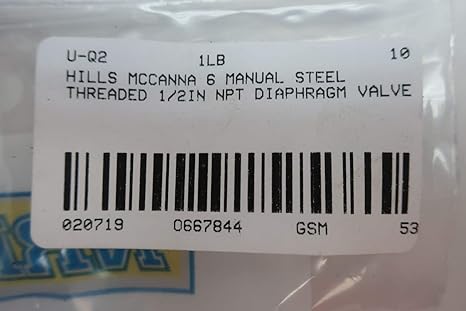 U-Q2 1LB 10
HILLS MCCANNA 6 MANUAL STEEL
THREADED 1/2IN NPT DIAPHRAGM VALVE
020719 0667844 GSM 53